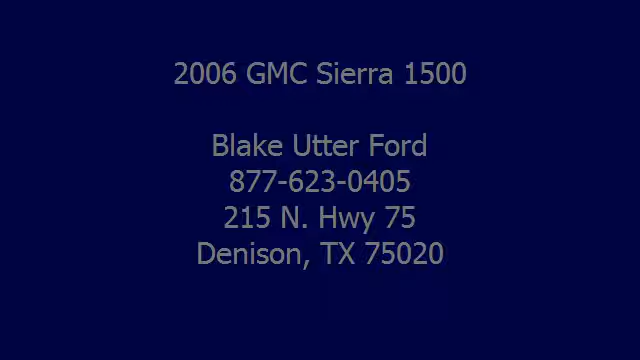 2006 GMC Sierra 1500
Blake Utter Ford
877-623-0405
215 N. Hwy 75
Denison, TX 75020